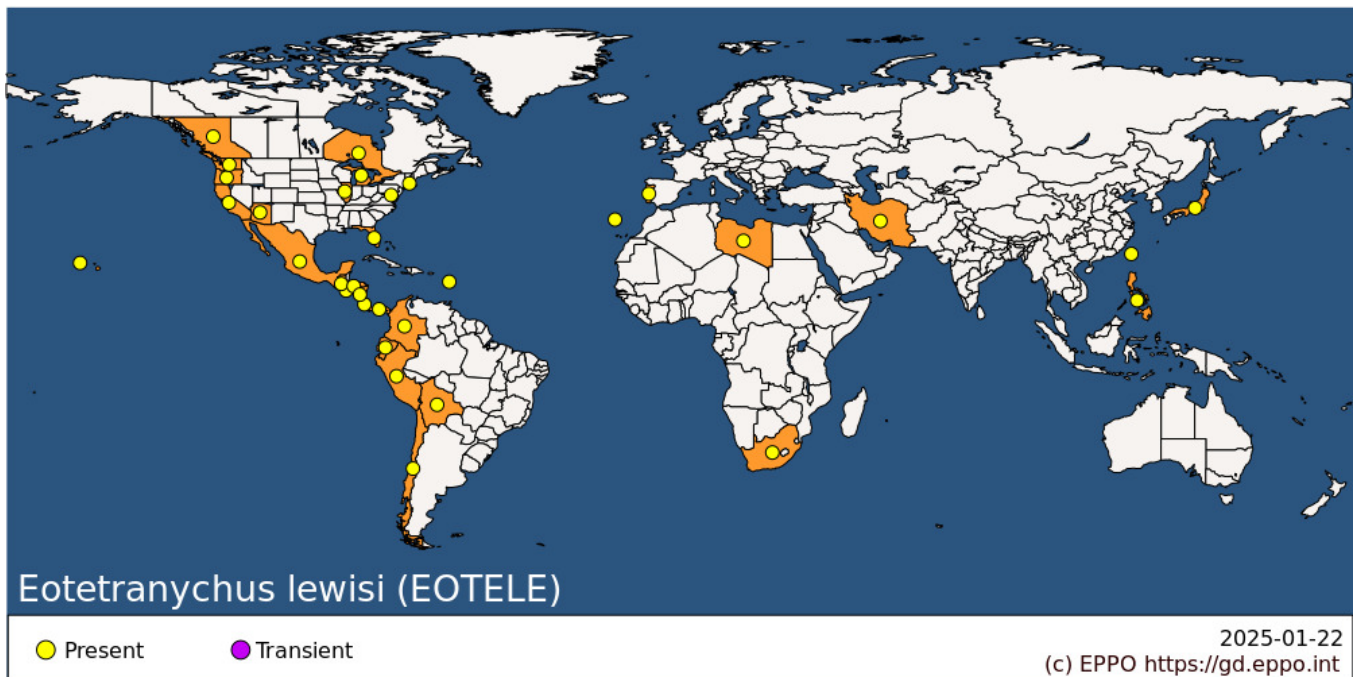 Eotetranychus lewisi (EOTELE)
Present
Transient
2025-01-22
(c) EPPO https://gd.eppo.int